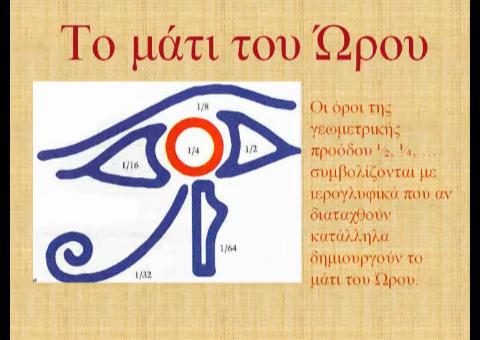 Το μάτι του Ώρου
1/8
1/4
1/2
1/16
1/64
1/32
Οι όροι της
γεωμετρικής
προόδου ½, ¼, …
συμβολίζονται με
ιερογλυφικά που αν
διαταχθούν
κατάλληλα
δημιουργούν το
μάτι του Ώρου.